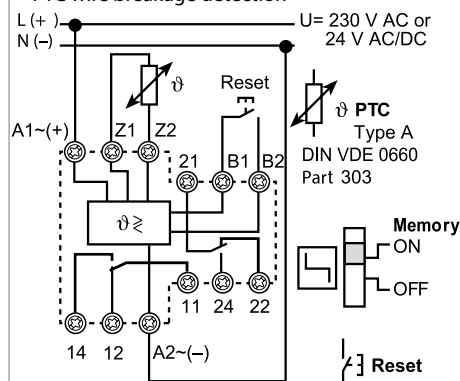 PTC wire breakage detection
L (+ )
U= 230 V AC or
N (–)
24 V AC/DC
ϑ
Reset
ϑ PTC
Type A
DIN VDE 0660
Part 303
A1~(+)
Z1
Z2
21
B1
B2
ϑ ≷
Memory
ON
OFF
11
24
22
14
12
A2~(–)
Reset